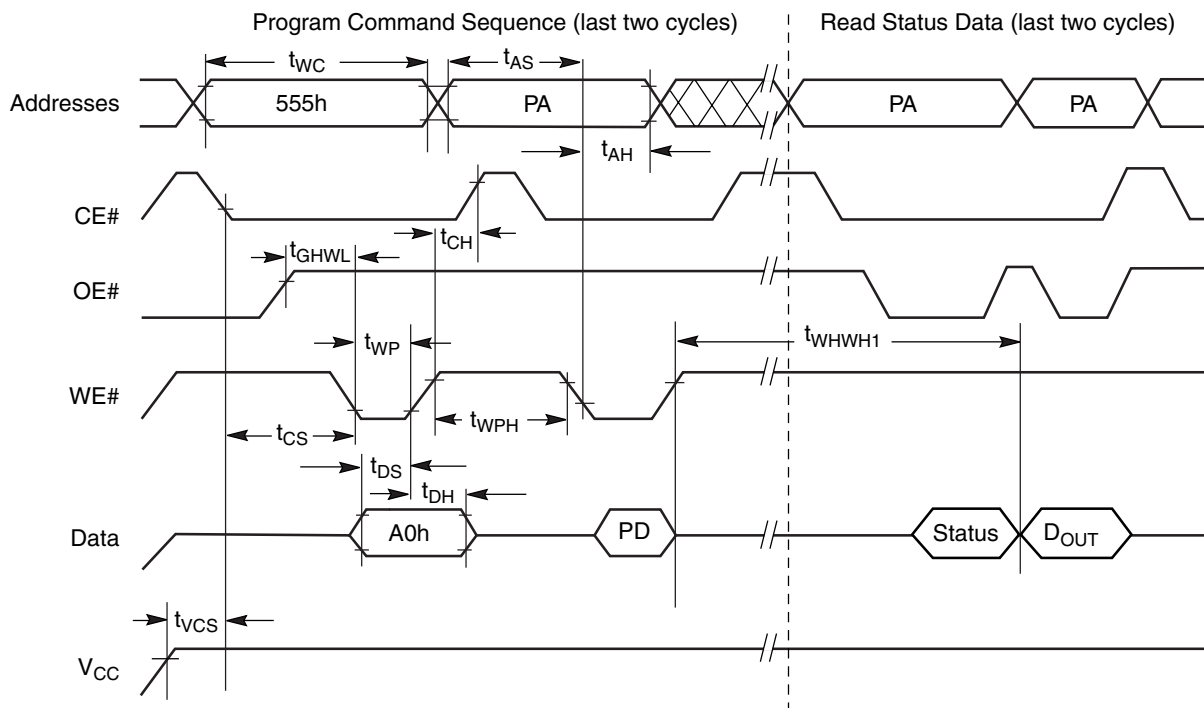 Program Command Sequence (last two cycles)
Read Status Data (last two cycles)
tWC
tAS
Addresses
555h
PA
PA
PA
tAH
CE#
tCH
tGHWL
OE#
tWP
tWHWH1
WE#
tWPH
tCS
tDS
tDH
Data
A0h
PD
Status
DOUT
tVCS
VCC